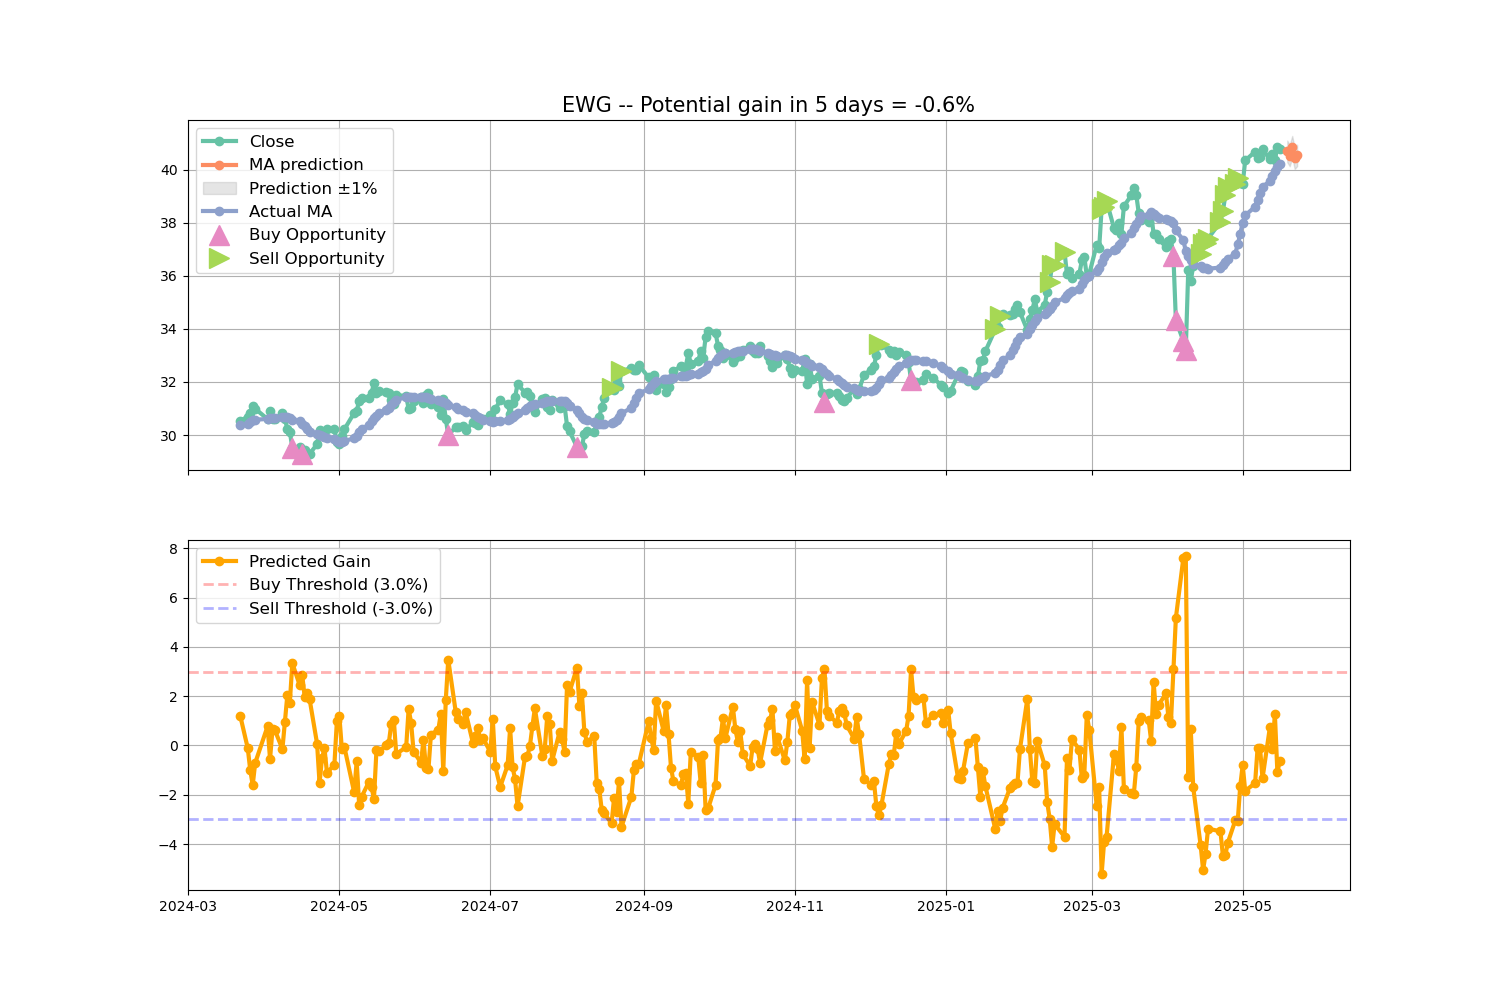 EWG -- Potential gain in 5 days = -0.6%
Close
MA prediction
Prediction ±1%
Actual MA
Buy Opportunity
Sell Opportunity
40
38
36
34
32
30
Predicted Gain
Buy Threshold (3.0%)
Sell Threshold (-3.0%)
8
6
4
2
0
−2
−4
2024-03 2024-05 2024-07 2024-09 2024-11 2025-01 2025-03 2025-05